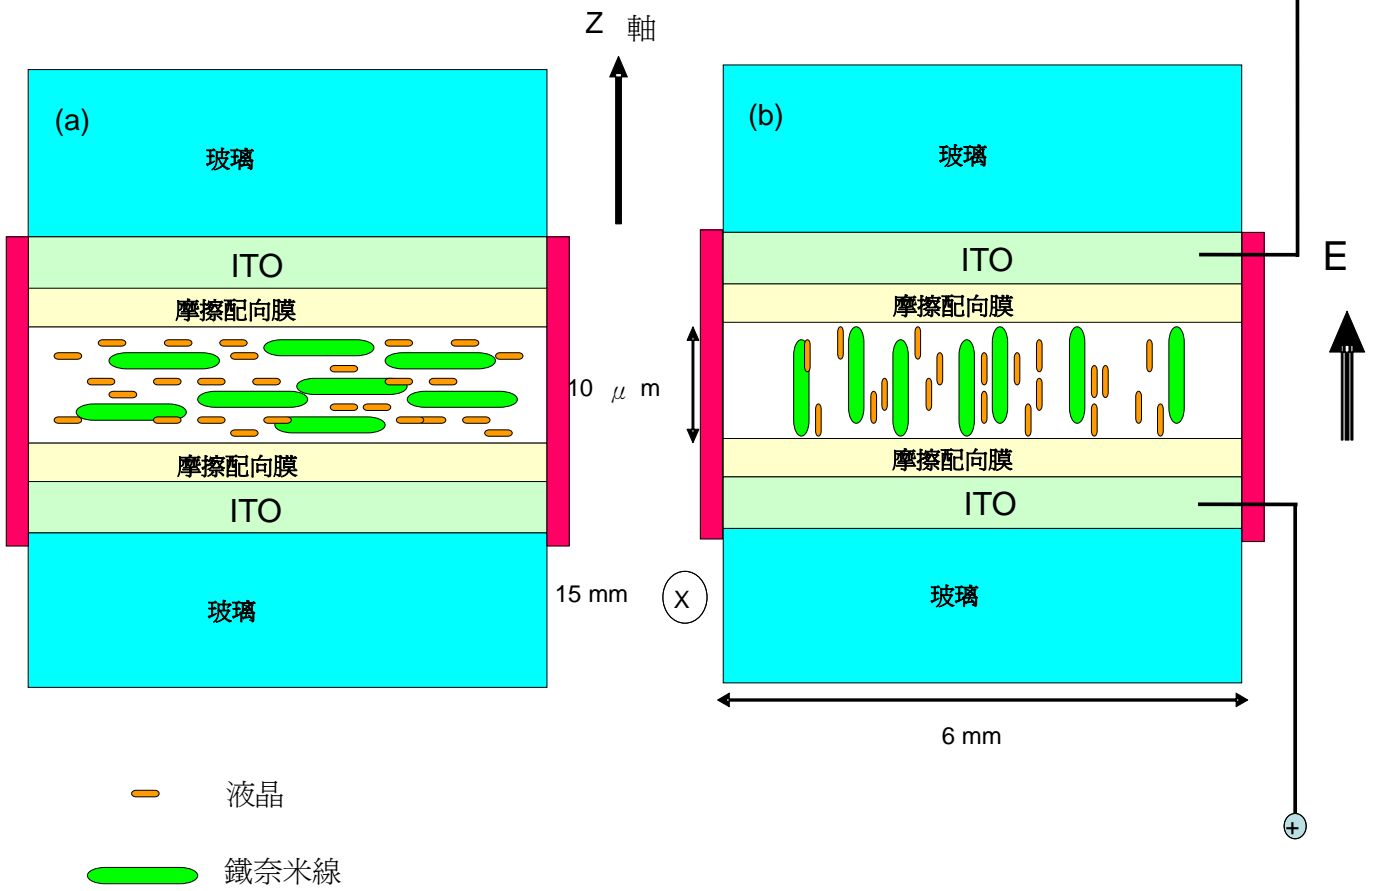 Z 軸
(a)
玻璃
ITO
摩擦配向膜
摩擦配向膜
ITO
玻璃
10 μ m
15 mm
X
(b)
玻璃
ITO
摩擦配向膜
摩擦配向膜
ITO
玻璃
E
6 mm
+
液晶
鐵奈米線